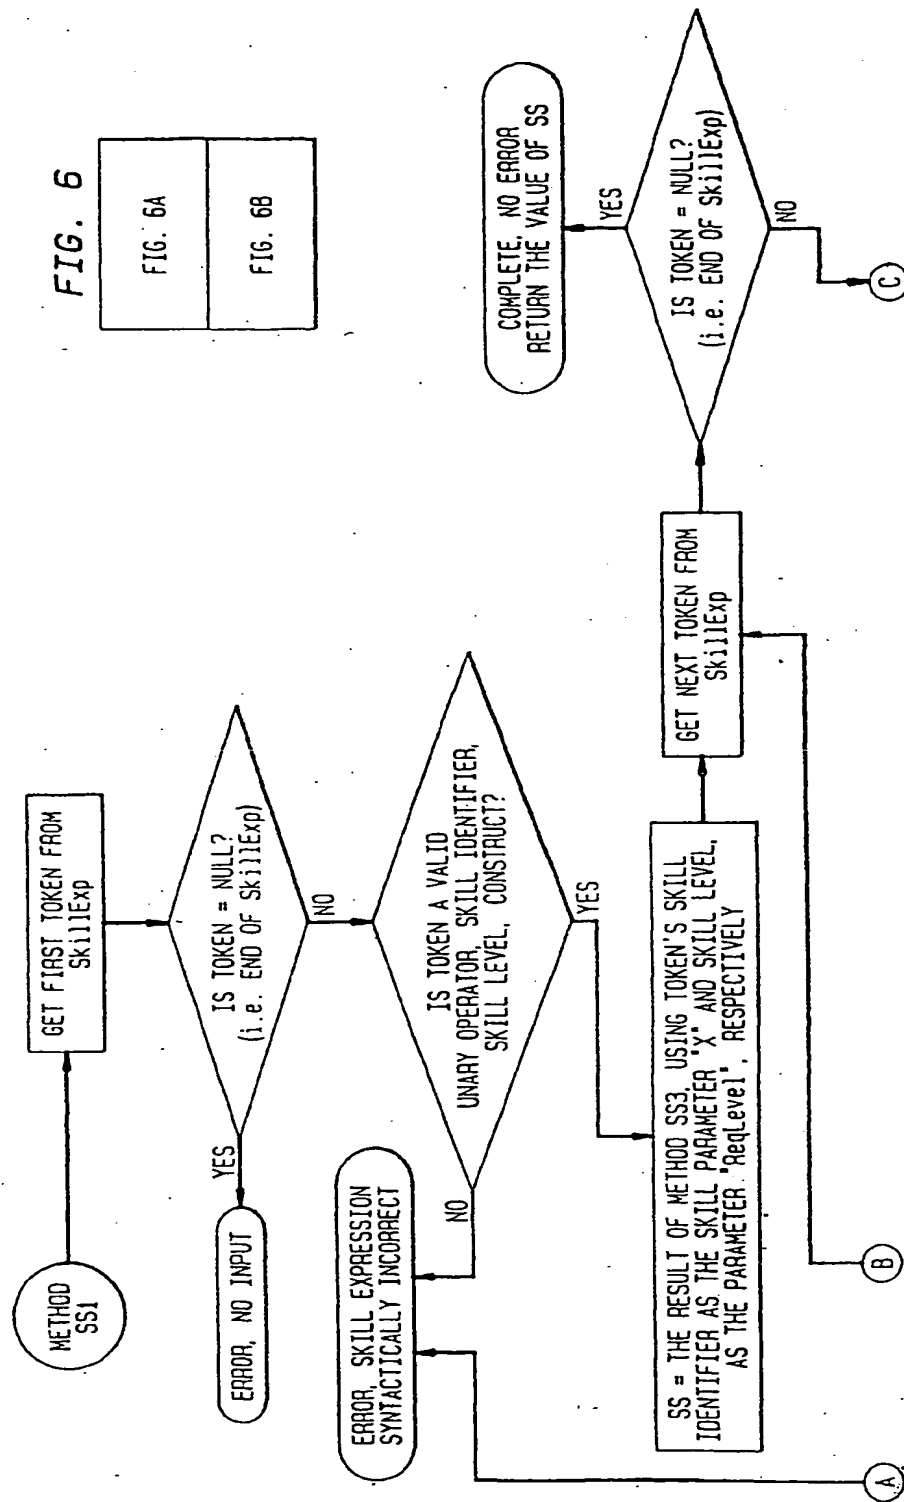 FIG. 6
FIG. 6A
FIG. 6B
METHOD
SS1
GET FIRST TOKEN FROM
SkillExp
IS TOKEN = NULL?
(i.e. END OF SkillExp)
YES
NO
ERROR, NO INPUT
IS TOKEN A VALID
UNARY OPERATOR, SKILL IDENTIFIER,
SKILL LEVEL, CONSTRUCT?
NO
YES
ERROR, SKILL EXPRESSION
SYNTACTICALLY INCORRECT
SS = THE RESULT OF METHOD SS3, USING TOKEN'S SKILL
IDENTIFIER AS THE SKILL PARAMETER "X" AND SKILL LEVEL,
AS THE PARAMETER "ReqLevel", RESPECTIVELY
GET NEXT TOKEN FROM
SkillExp
IS TOKEN = NULL?
(i.e. END OF SkillExp)
YES
NO
COMPLETE, NO ERROR
RETURN THE VALUE OF SS
A
B
C